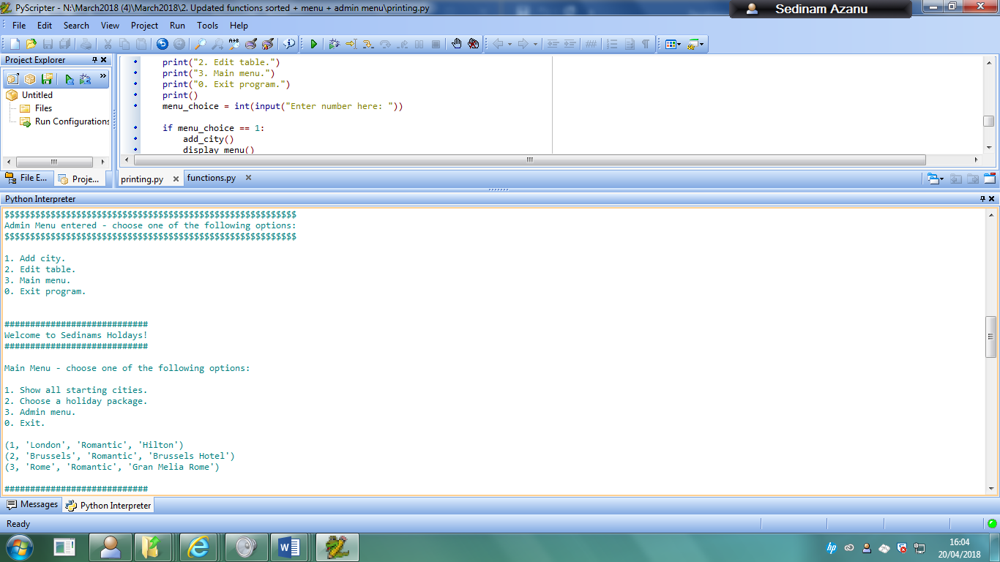 PyScripter - N:\March2018 (4)\March2018\2. Updated functions sorted + menu + admin menu\printing.py
Sedinam Azanu
File Edit Search View Project Run Tools Help
Project Explorer
Untitled
Files
Run Configurations
File E... Proje...
print("2. Edit table.")
print("3. Main menu.")
print("0. Exit program.")
print()
menu_choice = int(input("Enter number here: "))
if menu_choice == 1:
add_city()
display_menu()
printing.py functions.py
Python Interpreter
$$$$$$$$$$$$$$$$$$$$$$$$$$$$$$$$$$$$$$$$$$$$$$$$$$$$$$$$$
Admin Menu entered - choose one of the following options:
$$$$$$$$$$$$$$$$$$$$$$$$$$$$$$$$$$$$$$$$$$$$$$$$$$$$$$$$$
1. Add city.
2. Edit table.
3. Main menu.
0. Exit program.
############################
Welcome to Sedinams Holdays!
############################
Main Menu - choose one of the following options:
1. Show all starting cities.
2. Choose a holiday package.
3. Admin menu.
0. Exit.
(1, 'London', 'Romantic', 'Hilton')
(2, 'Brussels', 'Romantic', 'Brussels Hotel')
(3, 'Rome', 'Romantic', 'Gran Melia Rome')
############################
Messages Python Interpreter
Ready
hp
16:04
20/04/2018